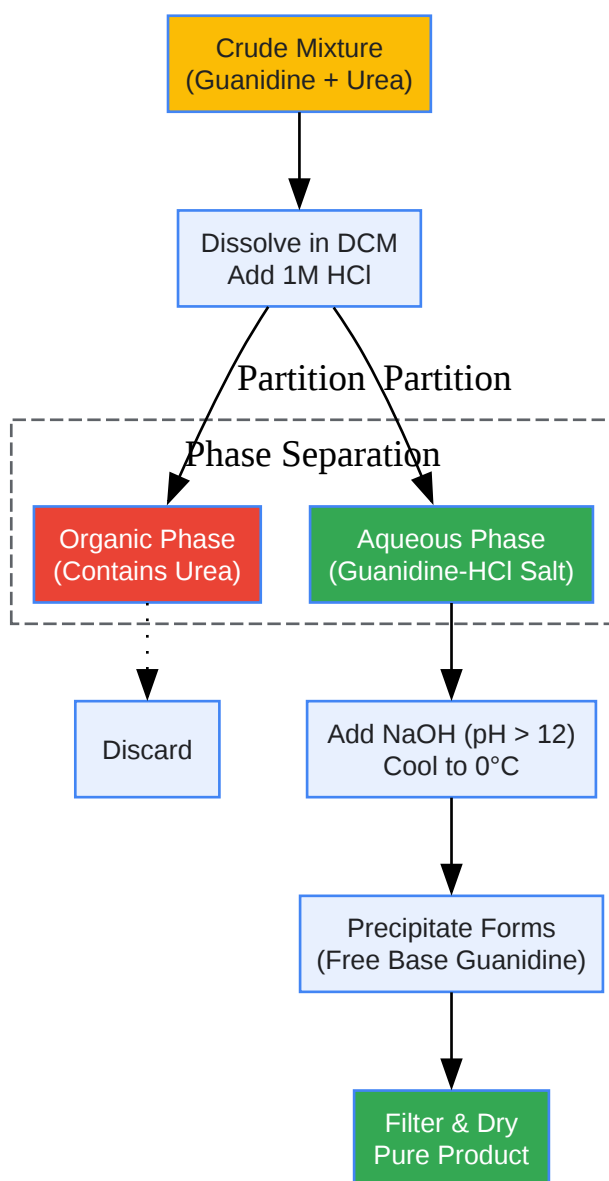 Crude Mixture
(Guanidine + Urea)
Dissolve in DCM
Add 1M HCl
Partition
Partition
Phase Separation
Organic Phase
(Contains Urea)
Aqueous Phase
(Guanidine-HCl Salt)
Discard
Add NaOH (pH > 12)
Cool to 0°C
Precipitate Forms
(Free Base Guanidine)
Filter & Dry
Pure Product